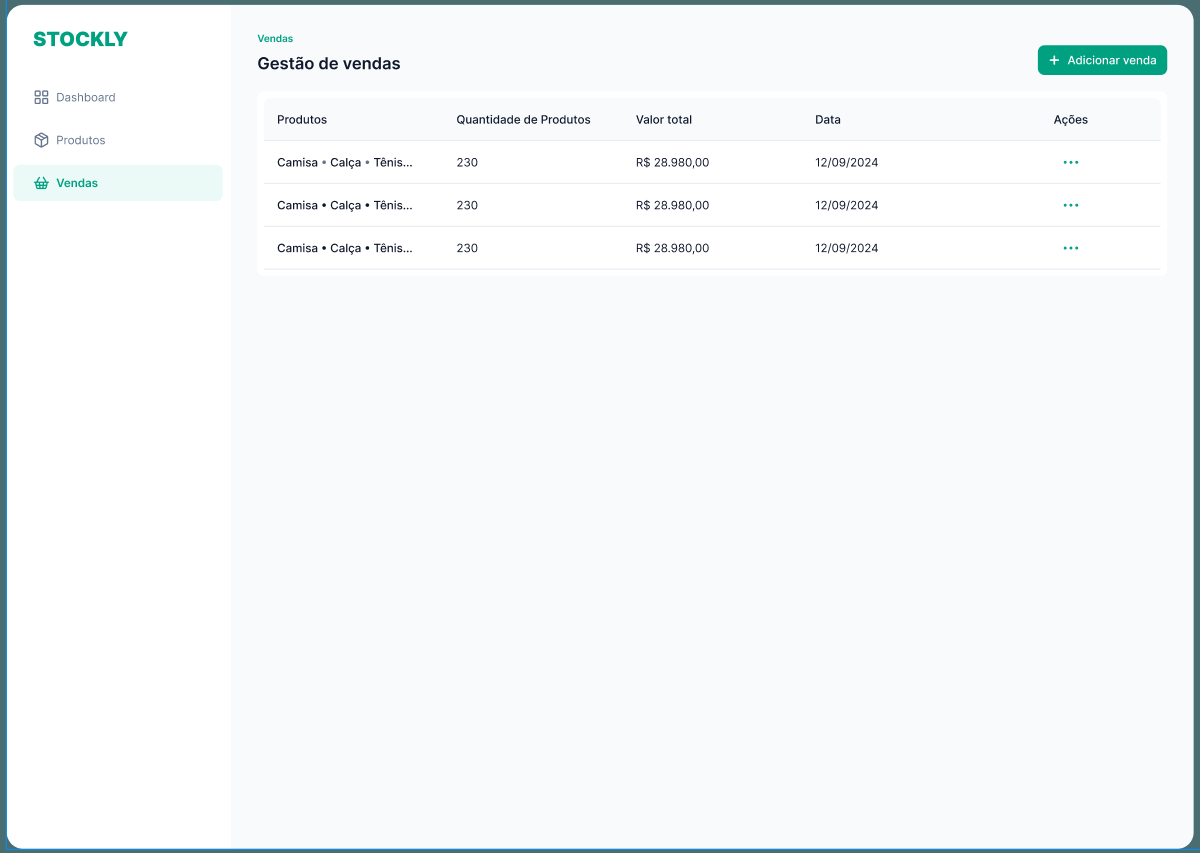 STOCKLY
Dashboard
Produtos
Vendas
Vendas
Gestão de vendas
+ Adicionar venda
Produtos Quantidade de Produtos Valor total Data Ações
Camisa • Calça • Tênis... 230 R$ 28.980,00 12/09/2024 •••
Camisa • Calça • Tênis... 230 R$ 28.980,00 12/09/2024 •••
Camisa • Calça • Tênis... 230 R$ 28.980,00 12/09/2024 •••